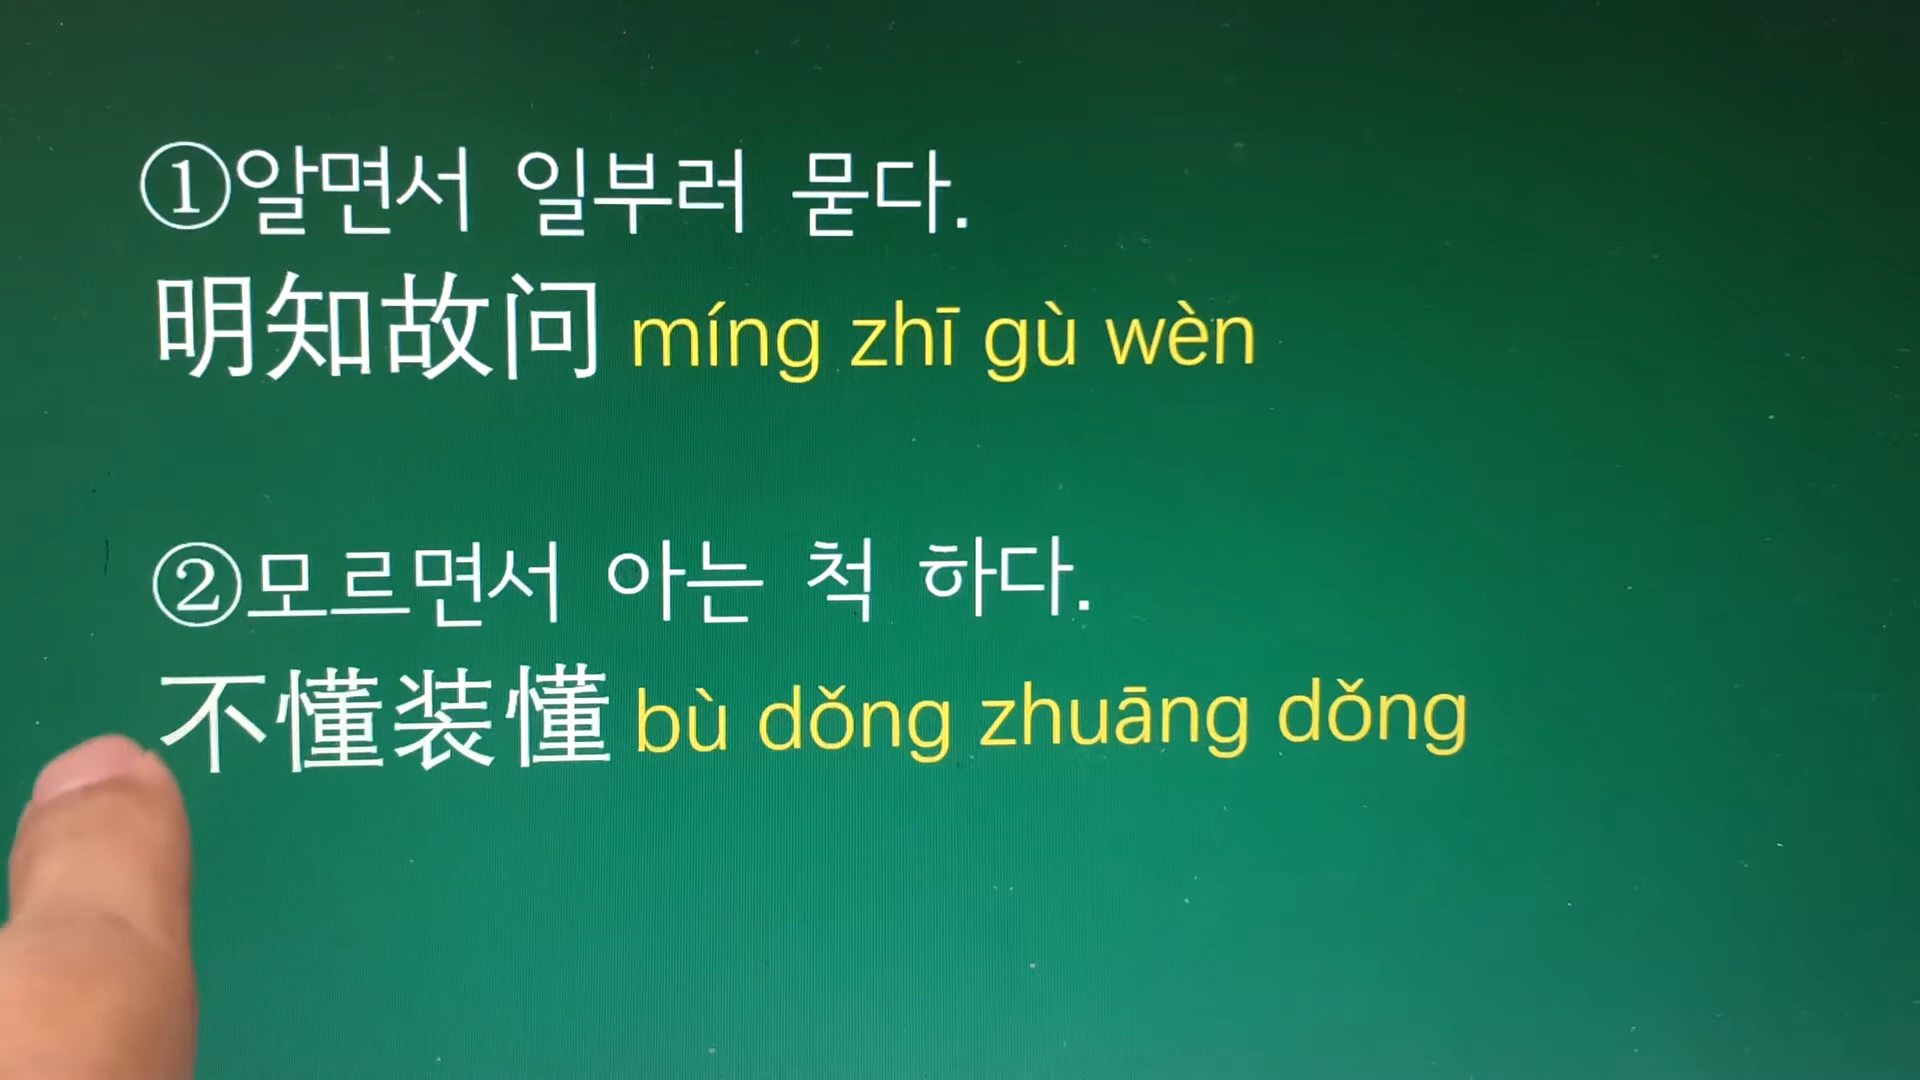 ①알면서 일부러 묻다.
明知故问 míng zhī gù wèn
②모르면서 아는 척 하다.
不懂装懂 bù dǒng zhuāng dǒng